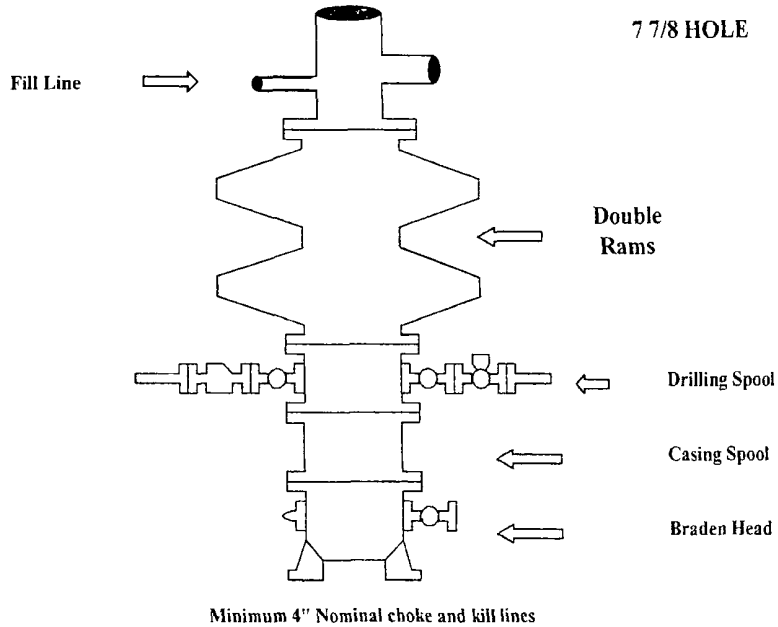 7 7/8 HOLE
Fill Line
Double
Rams
Drilling Spool
Casing Spool
Braden Head
Minimum 4" Nominal choke and kill lines